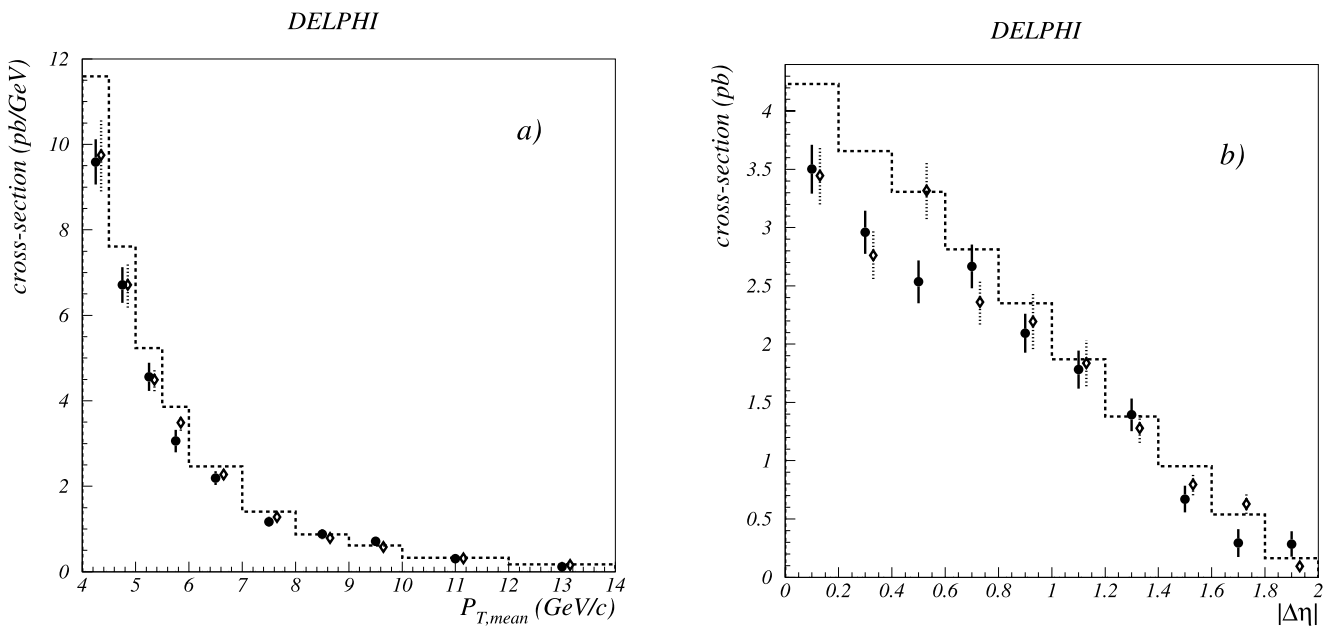 DELPHI
cross-section (pb/GeV)
a)
12
10
8
6
4
2
0
4 5 6 7 8 9 10 11 12 13 14
P_T,mean (GeV/c)
DELPHI
cross-section (pb)
b)
4
3.5
3
2.5
2
1.5
1
0.5
0
0 0.2 0.4 0.6 0.8 1 1.2 1.4 1.6 1.8 2
|Δη|